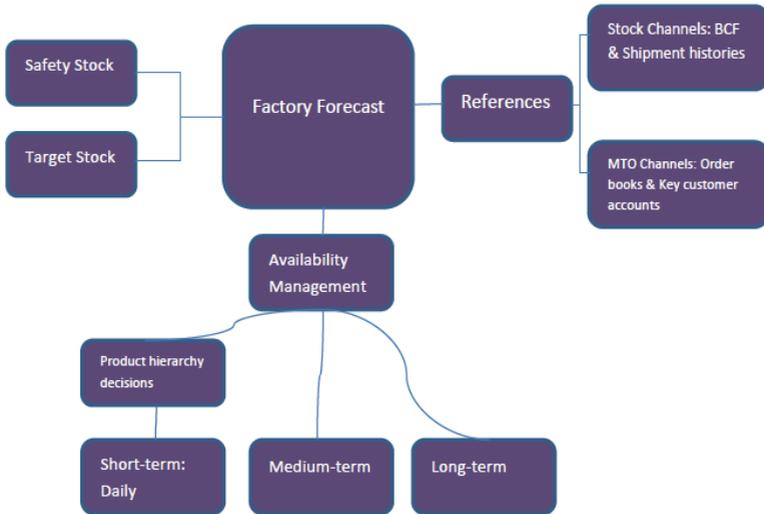 Safety Stock
Target Stock
Factory Forecast
References
Stock Channels: BCF
& Shipment histories
MTO Channels: Order
books & Key customer
accounts
Availability
Management
Product hierarchy
decisions
Short-term:
Daily
Medium-term
Long-term